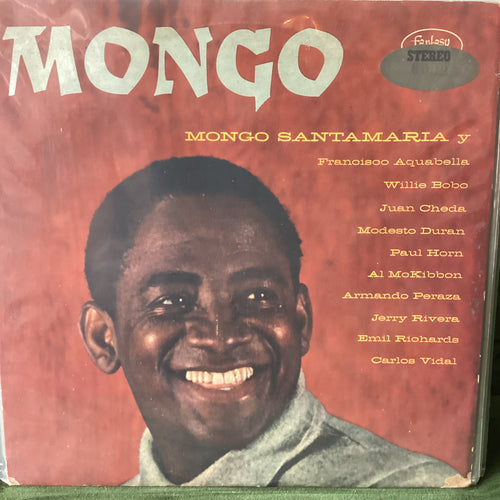 MONGO
fantasy
STEREO
MONGO SANTAMARIA y
Francisco Aquabella
Willie Bobo
Juan Cheda
Modesto Duran
Paul Horn
Al McKibbon
Armando Peraza
Jerry Rivera
Emil Richards
Carlos Vidal